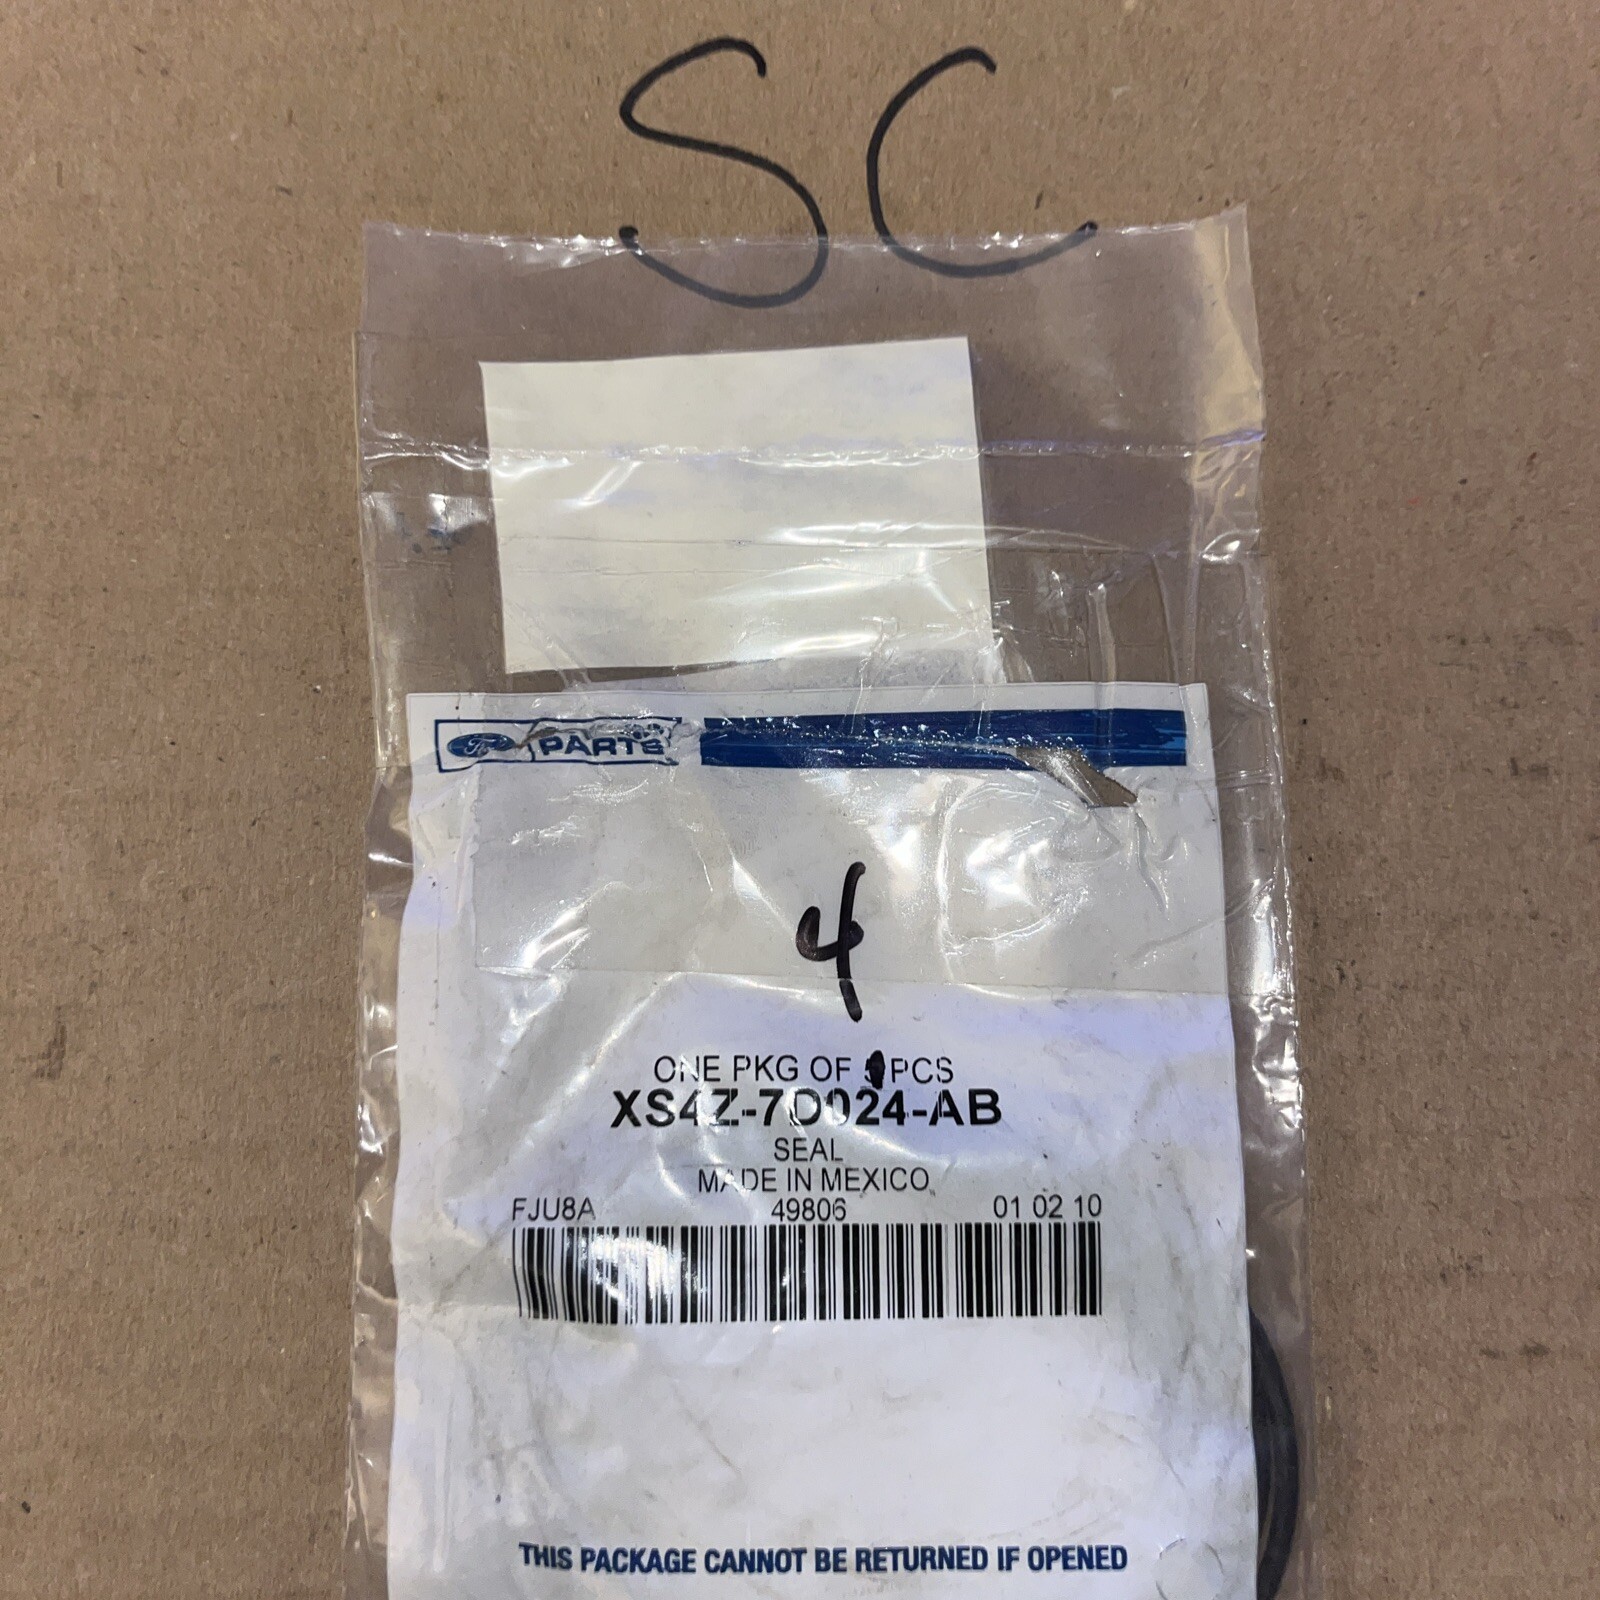 SC
Ford PARTS
4
ONE PKG OF PCS
XS4Z-7D024-AB
SEAL
MADE IN MEXICO
FJU8A 49806 01 02 10
THIS PACKAGE CANNOT BE RETURNED IF OPENED